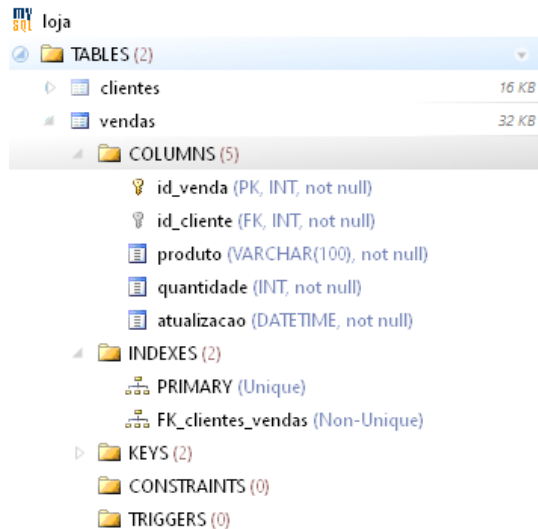 My SQL loja
TABLES (2)
clientes 16 KB
vendas 32 KB
COLUMNS (5)
id_venda (PK, INT, not null)
id_cliente (FK, INT, not null)
produto (VARCHAR(100), not null)
quantidade (INT, not null)
atualizacao (DATETIME, not null)
INDEXES (2)
PRIMARY (Unique)
FK_clientes_vendas (Non-Unique)
KEYS (2)
CONSTRAINTS (0)
TRIGGERS (0)